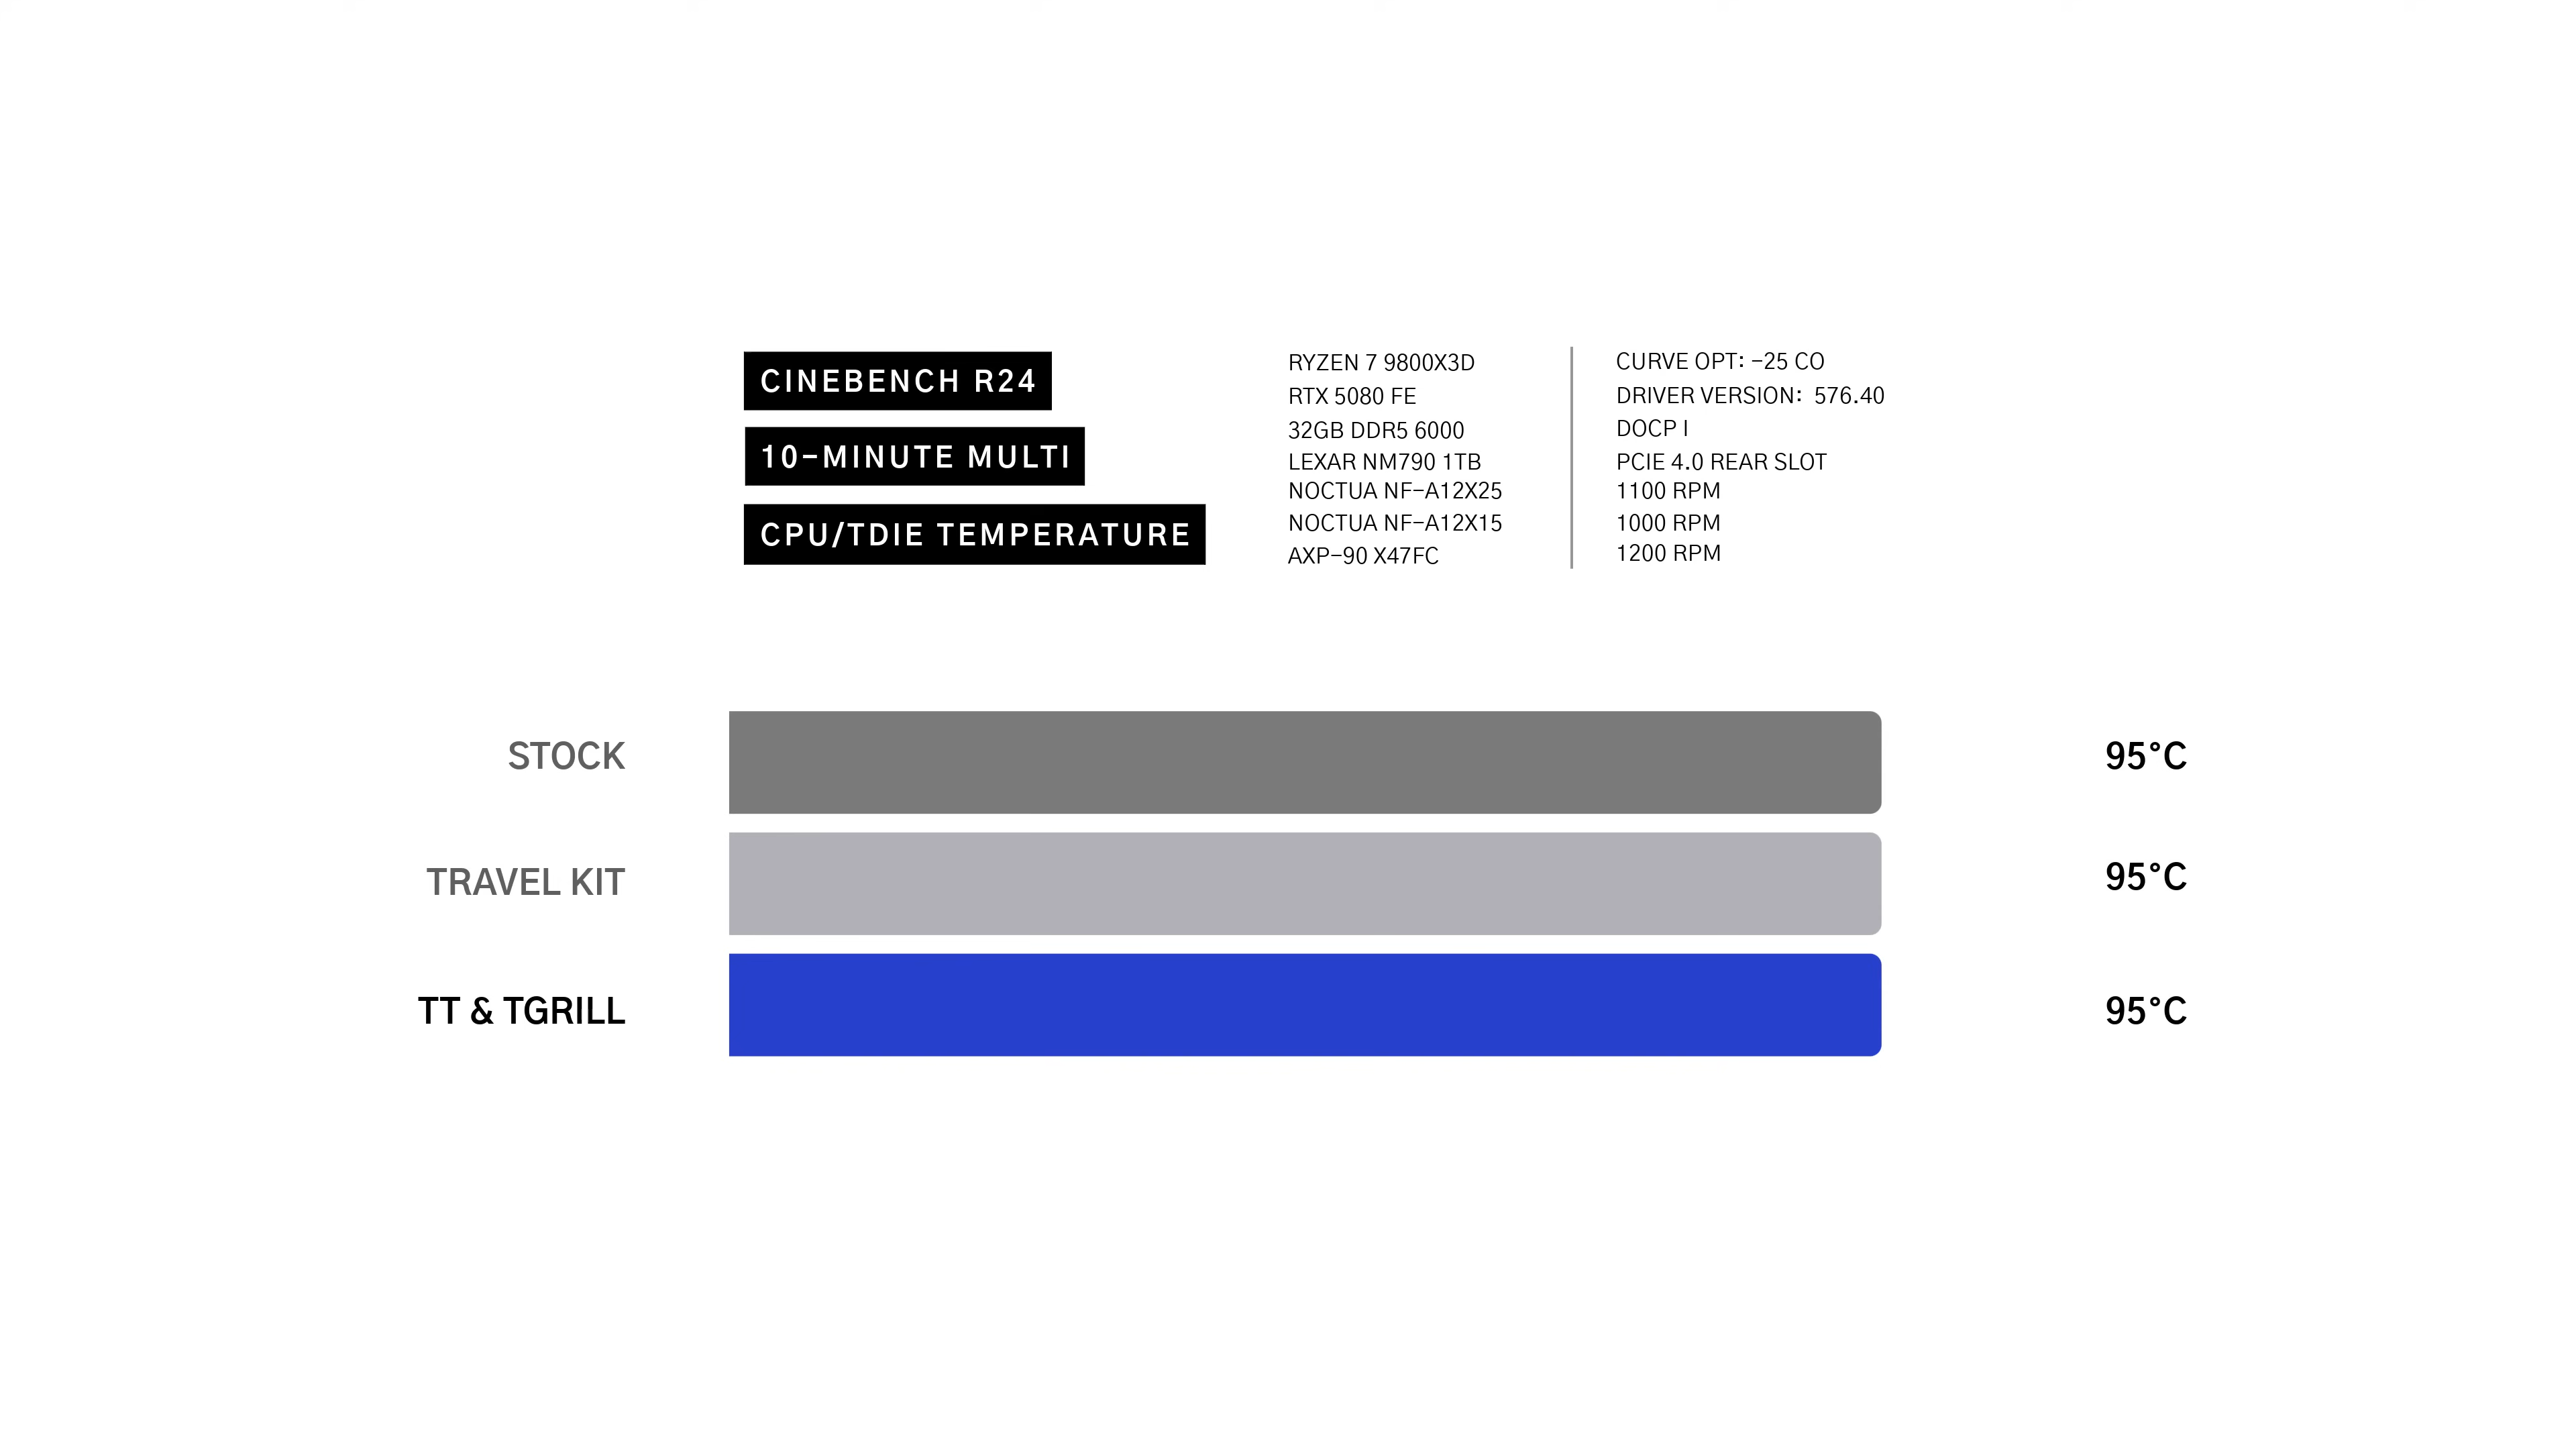 CINEBENCH R24
10-MINUTE MULTI
CPU/TDIE TEMPERATURE
RYZEN 7 9800X3D
RTX 5080 FE
32GB DDR5 6000
LEXAR NM790 1TB
NOCTUA NF-A12X25
NOCTUA NF-A12X15
AXP-90 X47FC
CURVE OPT: -25 CO
DRIVER VERSION: 576.40
DOCP I
PCIE 4.0 REAR SLOT
1100 RPM
1000 RPM
1200 RPM
STOCK 95°C
TRAVEL KIT 95°C
TT & TGRILL 95°C